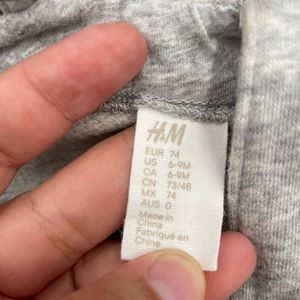 H&M
EUR 74
US 6-9M
CA 6-9M
CN 73/48
MX 74
AUS 0
Made in
China
Fabriqué en
Chine